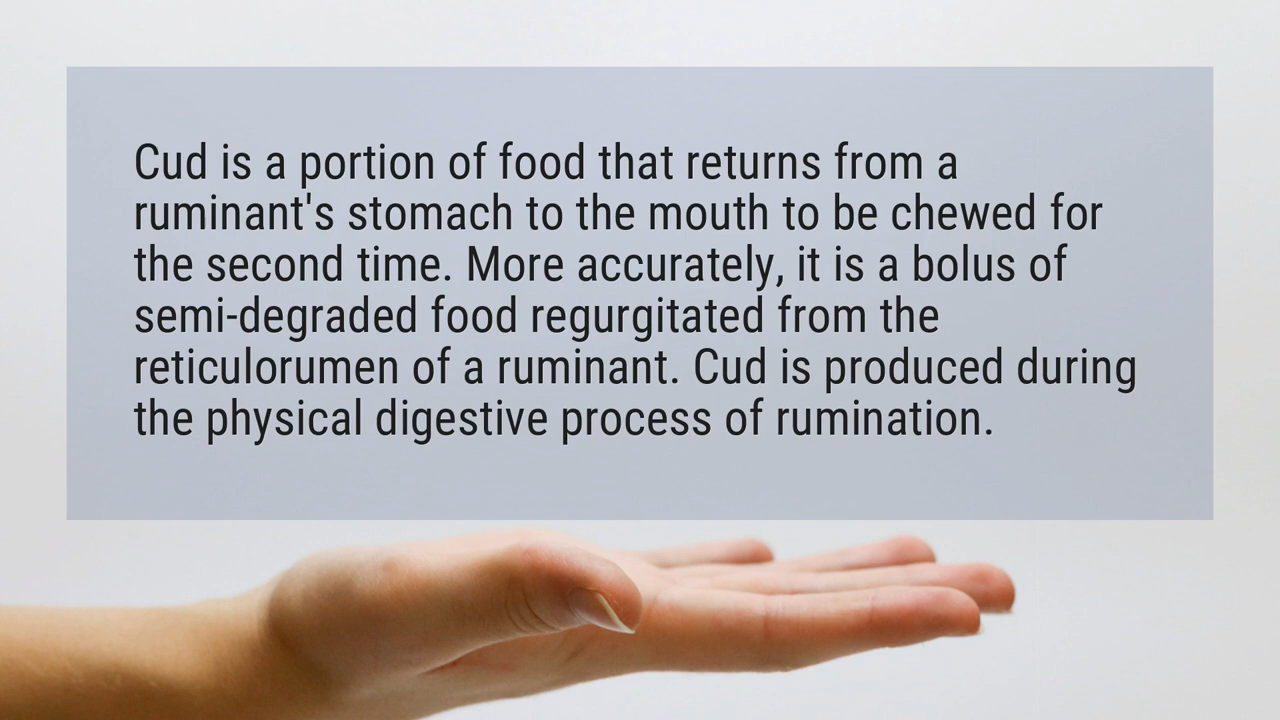 Cud is a portion of food that returns from a
ruminant's stomach to the mouth to be chewed for
the second time. More accurately, it is a bolus of
semi-degraded food regurgitated from the
reticulorumen of a ruminant. Cud is produced during
the physical digestive process of rumination.